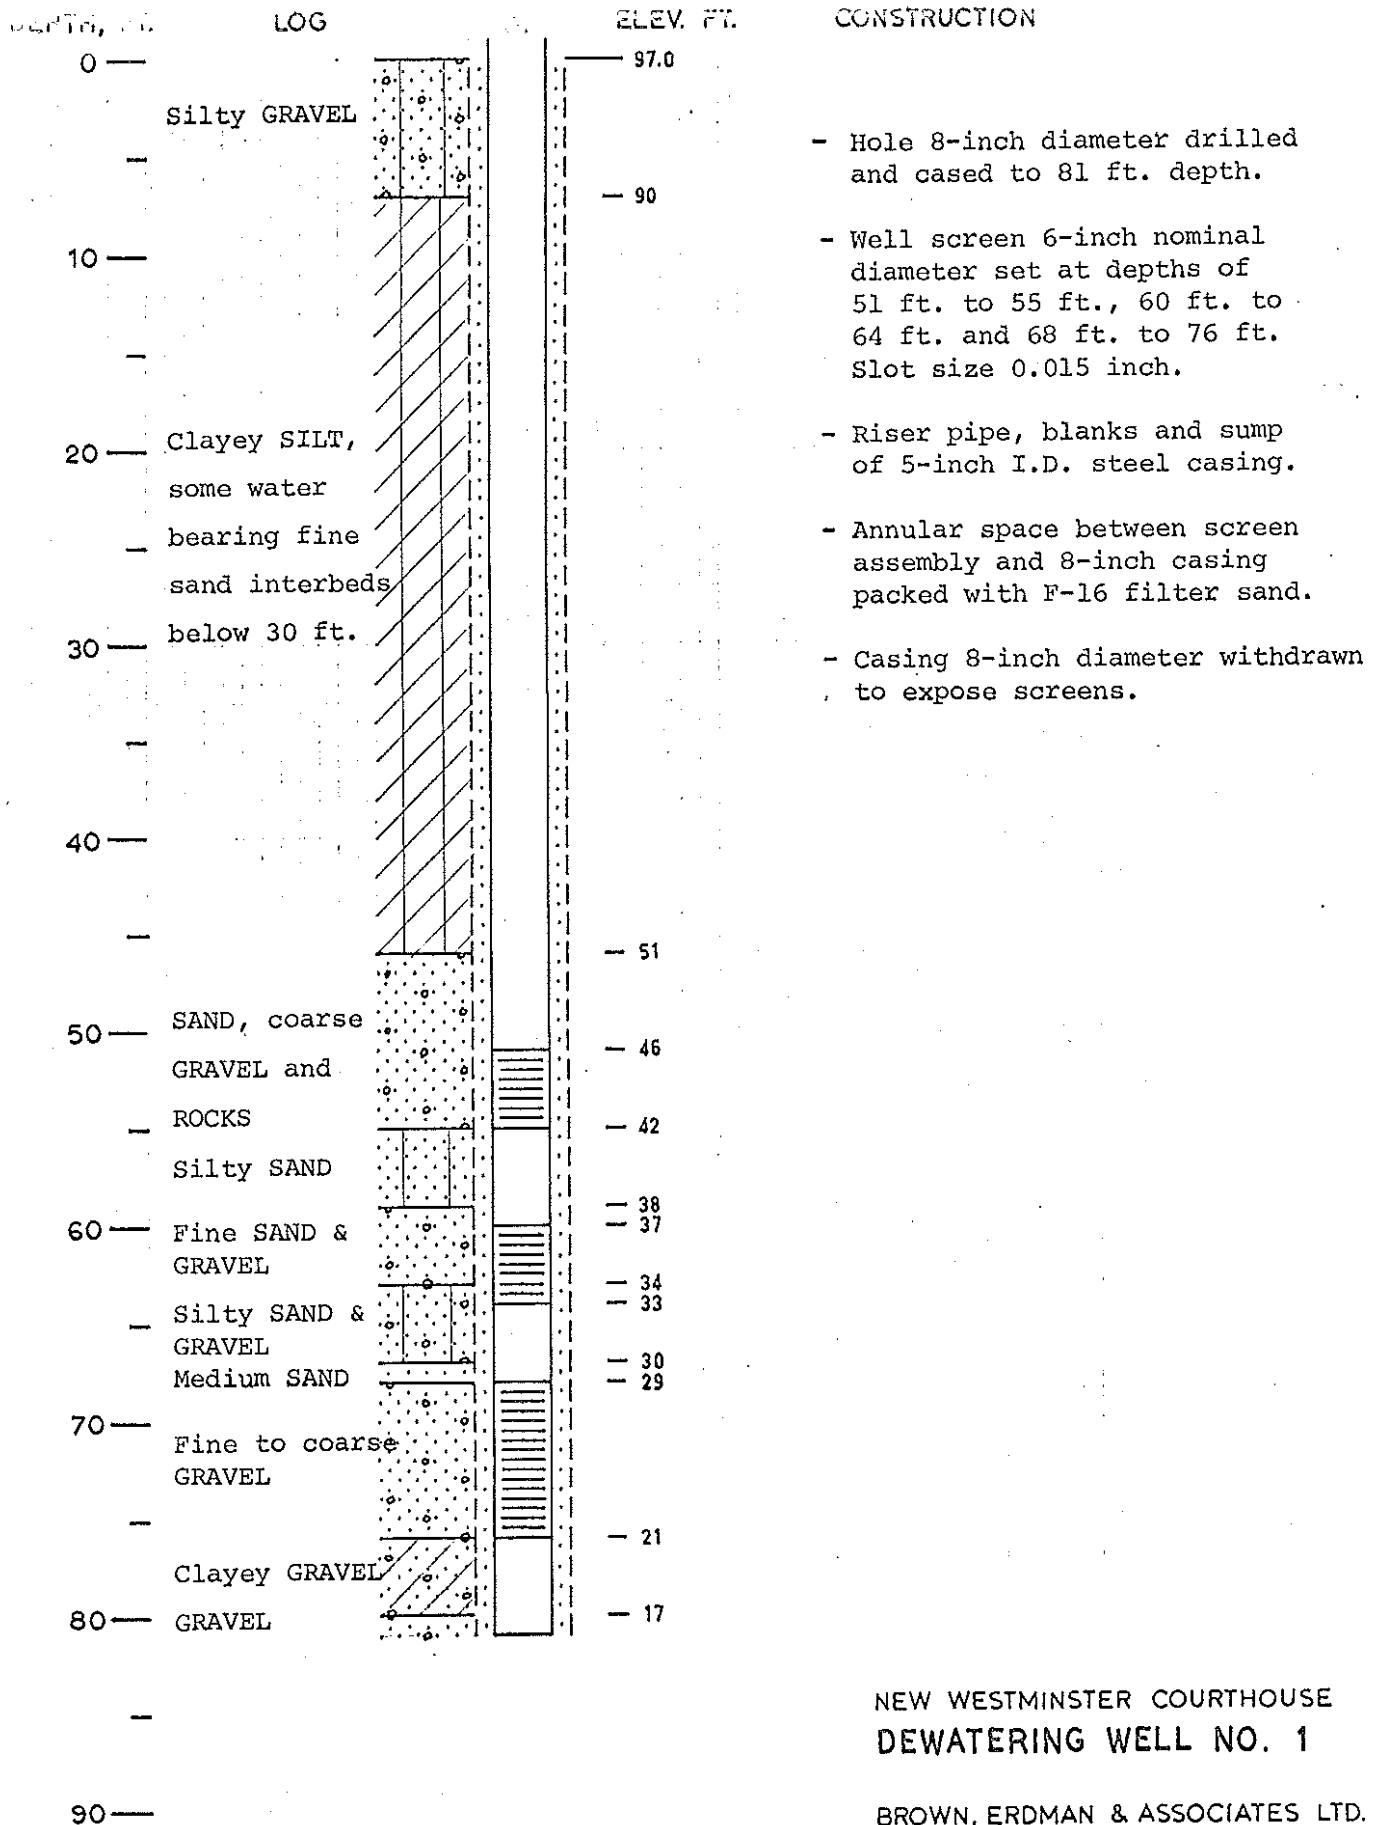 LOG
ELEV. FT.
CONSTRUCTION
0
97.0
Silty GRAVEL
- Hole 8-inch diameter drilled
and cased to 81 ft. depth.
90
- Well screen 6-inch nominal
diameter set at depths of
51 ft. to 55 ft., 60 ft. to
64 ft. and 68 ft. to 76 ft.
Slot size 0.015 inch.
10
20
Clayey SILT,
some water
bearing fine
sand interbeds
below 30 ft.
- Riser pipe, blanks and sump
of 5-inch I.D. steel casing.
- Annular space between screen
assembly and 8-inch casing
packed with F-16 filter sand.
30
- Casing 8-inch diameter withdrawn
to expose screens.
40
51
50
SAND, coarse
GRAVEL and
ROCKS
46
42
Silty SAND
38
60
Fine SAND &
GRAVEL
37
34
Silty SAND &
GRAVEL
33
30
Medium SAND
29
70
Fine to coarse
GRAVEL
21
Clayey GRAVEL
80
GRAVEL
17
NEW WESTMINSTER COURTHOUSE
DEWATERING WELL NO. 1
90
BROWN, ERDMAN & ASSOCIATES LTD.